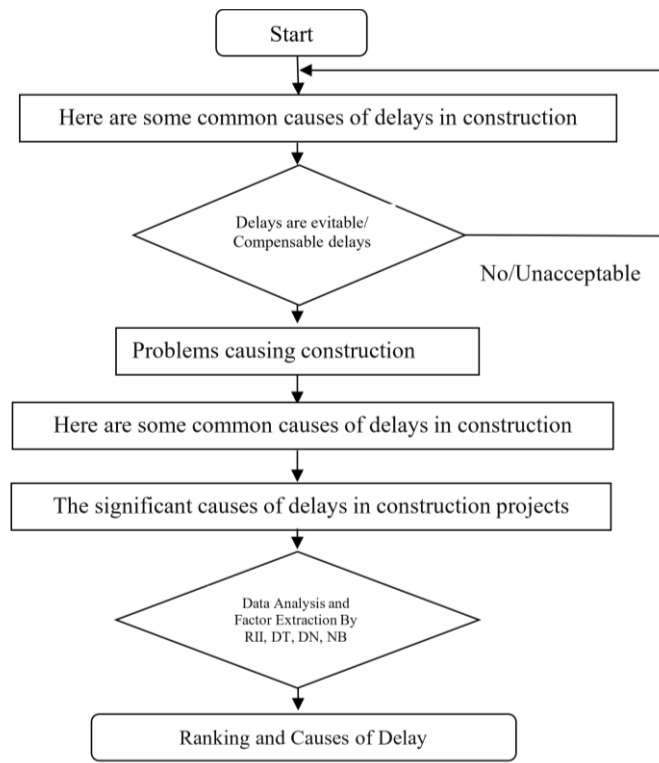 Start
Here are some common causes of delays in construction
Delays are evitable/
Compensable delays
No/Unacceptable
Problems causing construction
Here are some common causes of delays in construction
The significant causes of delays in construction projects
Data Analysis and
Factor Extraction By
RII, DT, DN, NB
Ranking and Causes of Delay